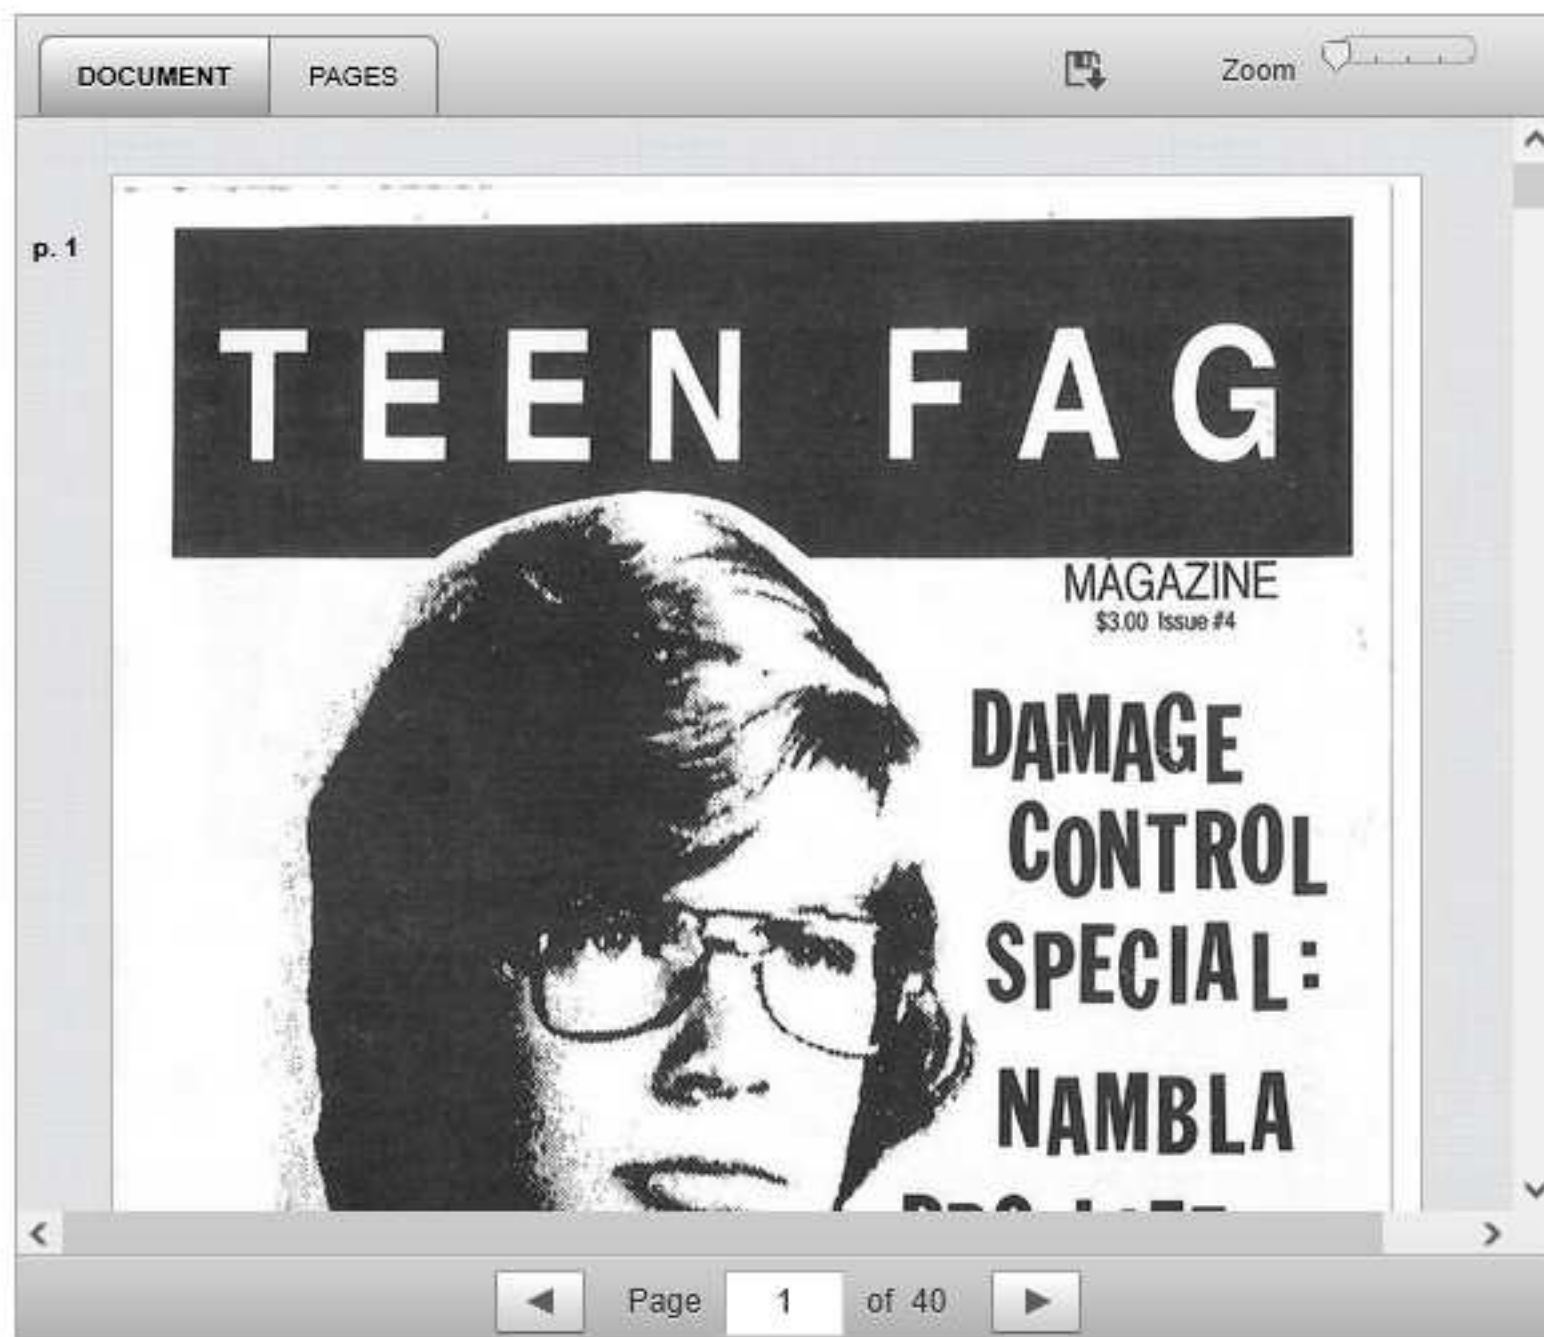 DOCUMENT PAGES Zoom
p. 1
TEEN FAG
MAGAZINE
$3.00 Issue #4
DAMAGE
CONTROL
SPECIAL:
NAMBLA
Page 1 of 40